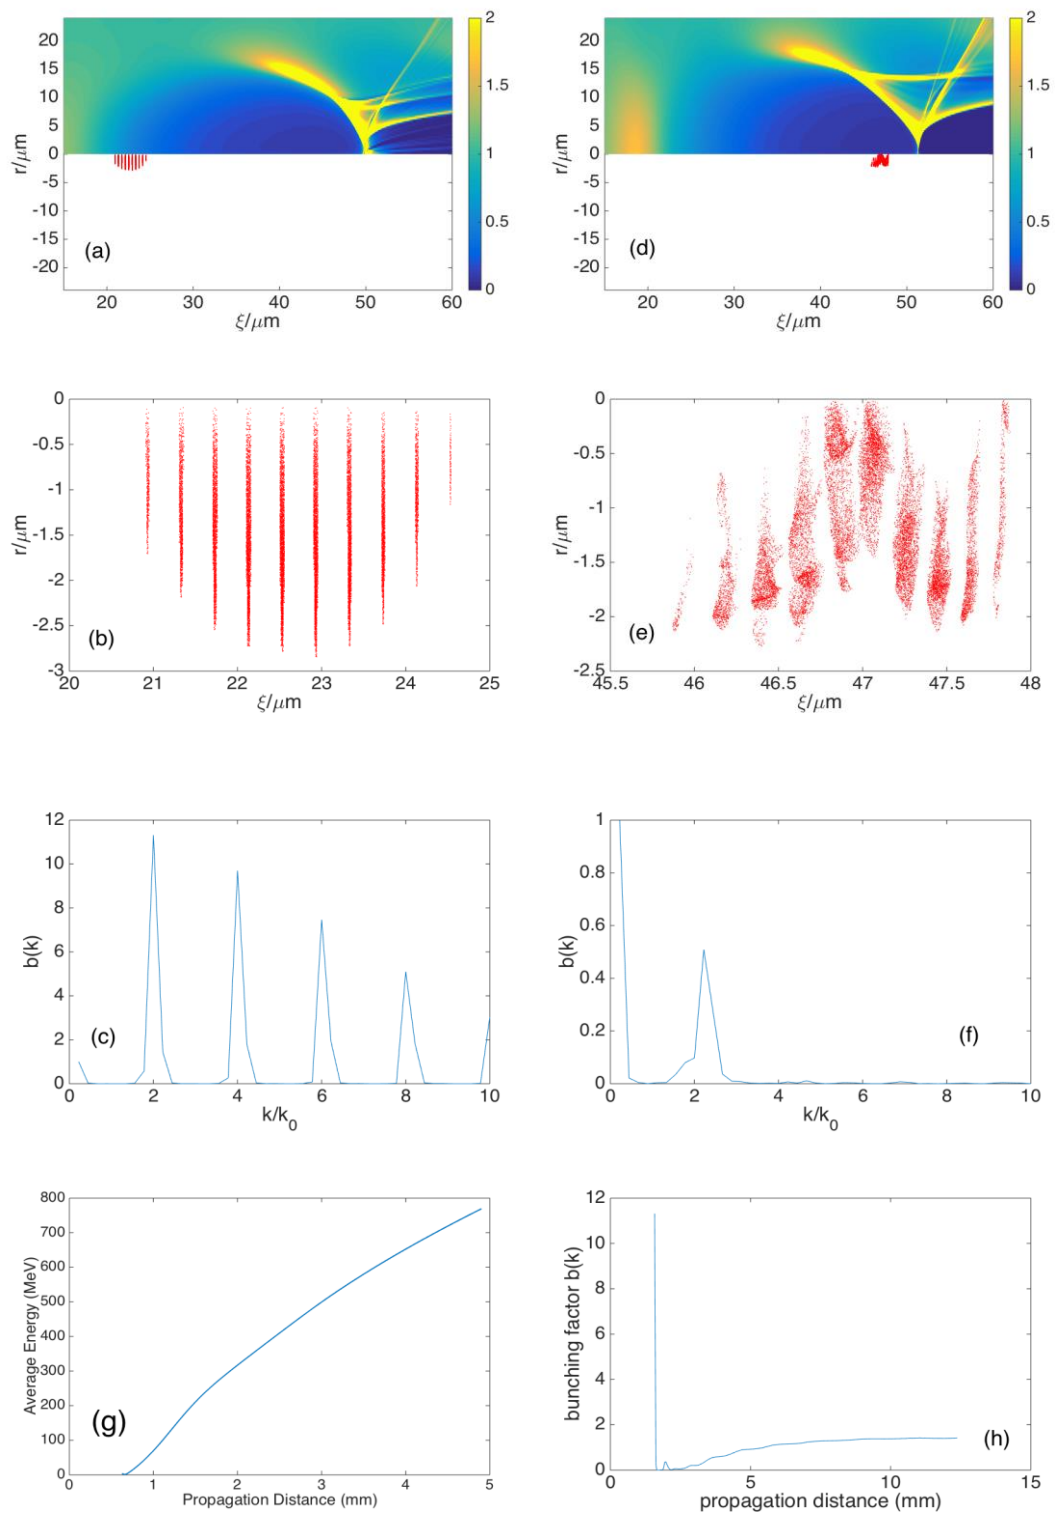 20
15
10
5
0
-5
-10
-15
-20
r/μm
(a)
20 30 40 50 60
ξ/μm
2
1.5
1
0.5
0
20
15
10
5
0
-5
-10
-15
-20
r/μm
(d)
20 30 40 50 60
ξ/μm
2
1.5
1
0.5
0
0
-0.5
-1
-1.5
-2
-2.5
-3
r/μm
(b)
20 21 22 23 24 25
ξ/μm
0
-0.5
-1
-1.5
-2
-2.5
r/μm
(e)
45.5 46 46.5 47 47.5 48
ξ/μm
12
10
8
6
4
2
0
b(k)
(c)
0 2 4 6 8 10
k/k0
1
0.8
0.6
0.4
0.2
0
b(k)
(f)
0 2 4 6 8 10
k/k0
800
700
600
500
400
300
200
100
0
Average Energy (MeV)
(g)
0 1 2 3 4 5
Propagation Distance (mm)
12
10
8
6
4
2
0
bunching factor b(k)
(h)
0 5 10 15
propagation distance (mm)